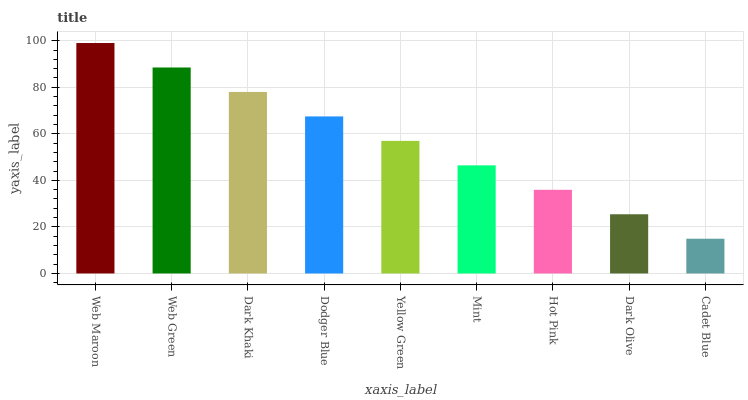 title
yaxis_label
100
80
60
40
20
0
Web Maroon
Web Green
Dark Khaki
Dodger Blue
Yellow Green
Mint
Hot Pink
Dark Olive
Cadet Blue
xaxis_label